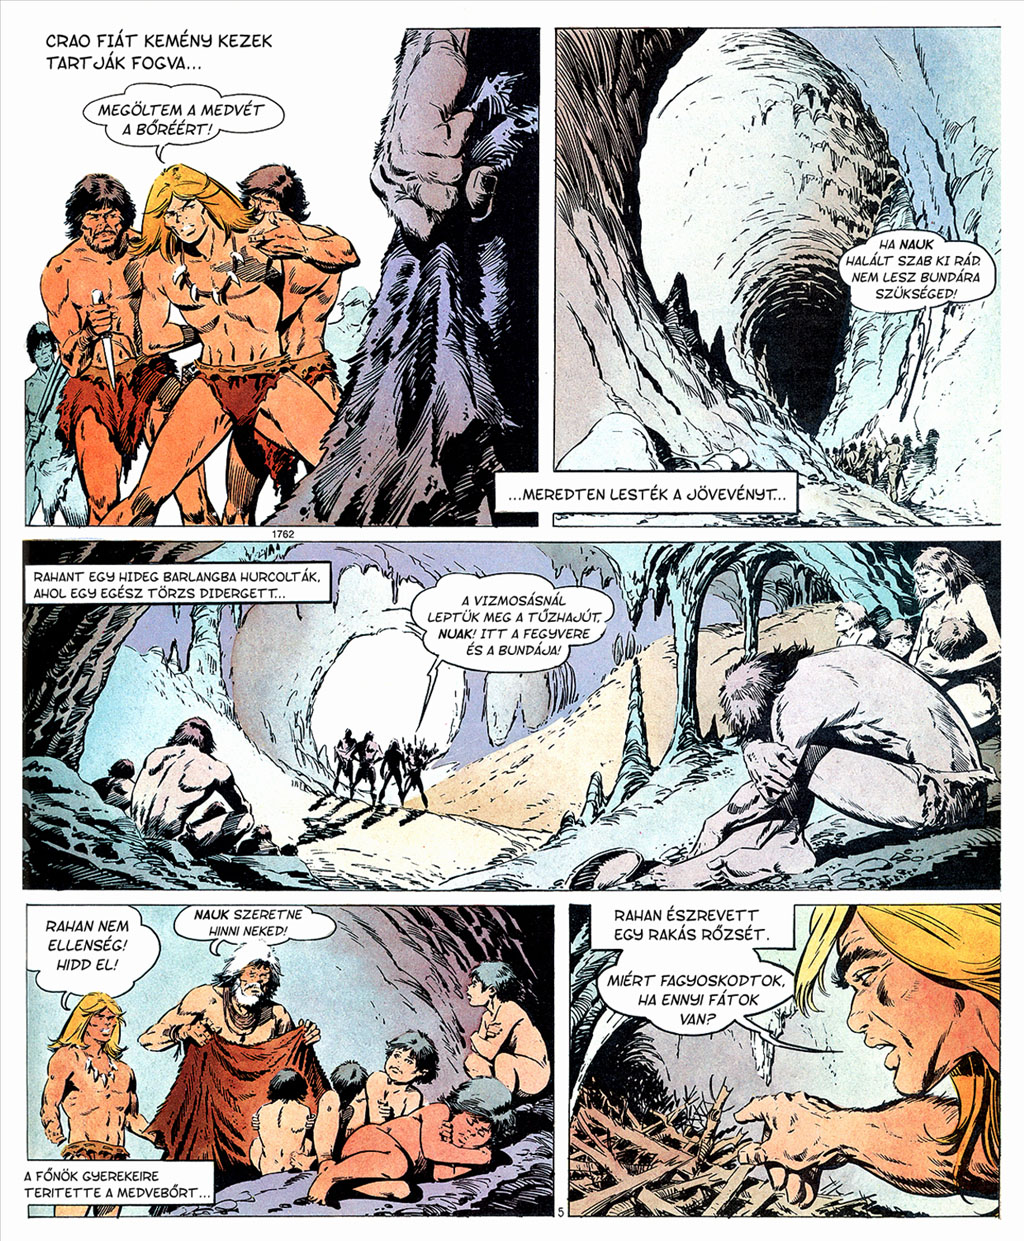 CRAO FIÁT KEMÉNY KEZEK
TARTJÁK FOGVA...
MEGÖLTEM A MEDVÉT
A BŐRÉÉRT!
HA NAUK
HALÁLT SZAB KI RÁD,
NEM LESZ BUNDÁRA
SZÜKSÉGED!
...MEREDTEN LESTÉK A JÖVEVÉNYT...
1762
RAHANT EGY HIDEG BARLANGBA HURCOLTÁK,
AHOL EGY EGÉSZ TÖRZS DIDERGETT...
A VIZMOSÁSNÁL
LEPTÜK MEG A TŰZHAJÚT,
NUAK! ITT A FEGYVERE
ÉS A BUNDÁJA!
RAHAN NEM
ELLENSÉG!
HIDD EL!
NAUK SZERETNE
HINNI NEKED!
A FŐNÖK GYEREKEIRE
TERITETTE A MEDVEBŐRT...
RAHAN ÉSZREVETT
EGY RAKÁS RŐZSÉT.
MIÉRT FAGYOSKODTOK,
HA ENNYI FÁTOK
VAN?
5